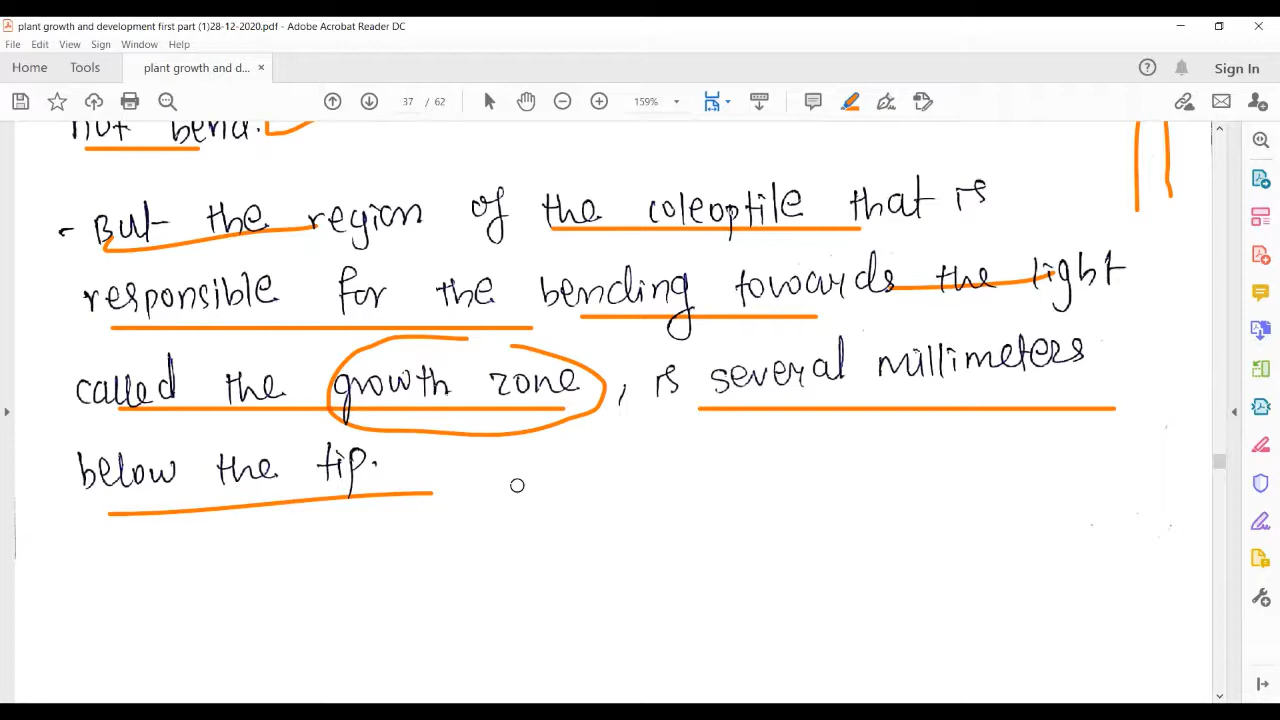 plant growth and development first part (1)28-12-2020.pdf - Adobe Acrobat Reader DC
File Edit View Sign Window Help
Home Tools plant growth and d... × Sign In
37 / 62 159%
not bend.
- But the region of the coleoptile that is
responsible for the bending towards the light
called the growth zone, is several millimeters
below the tip.